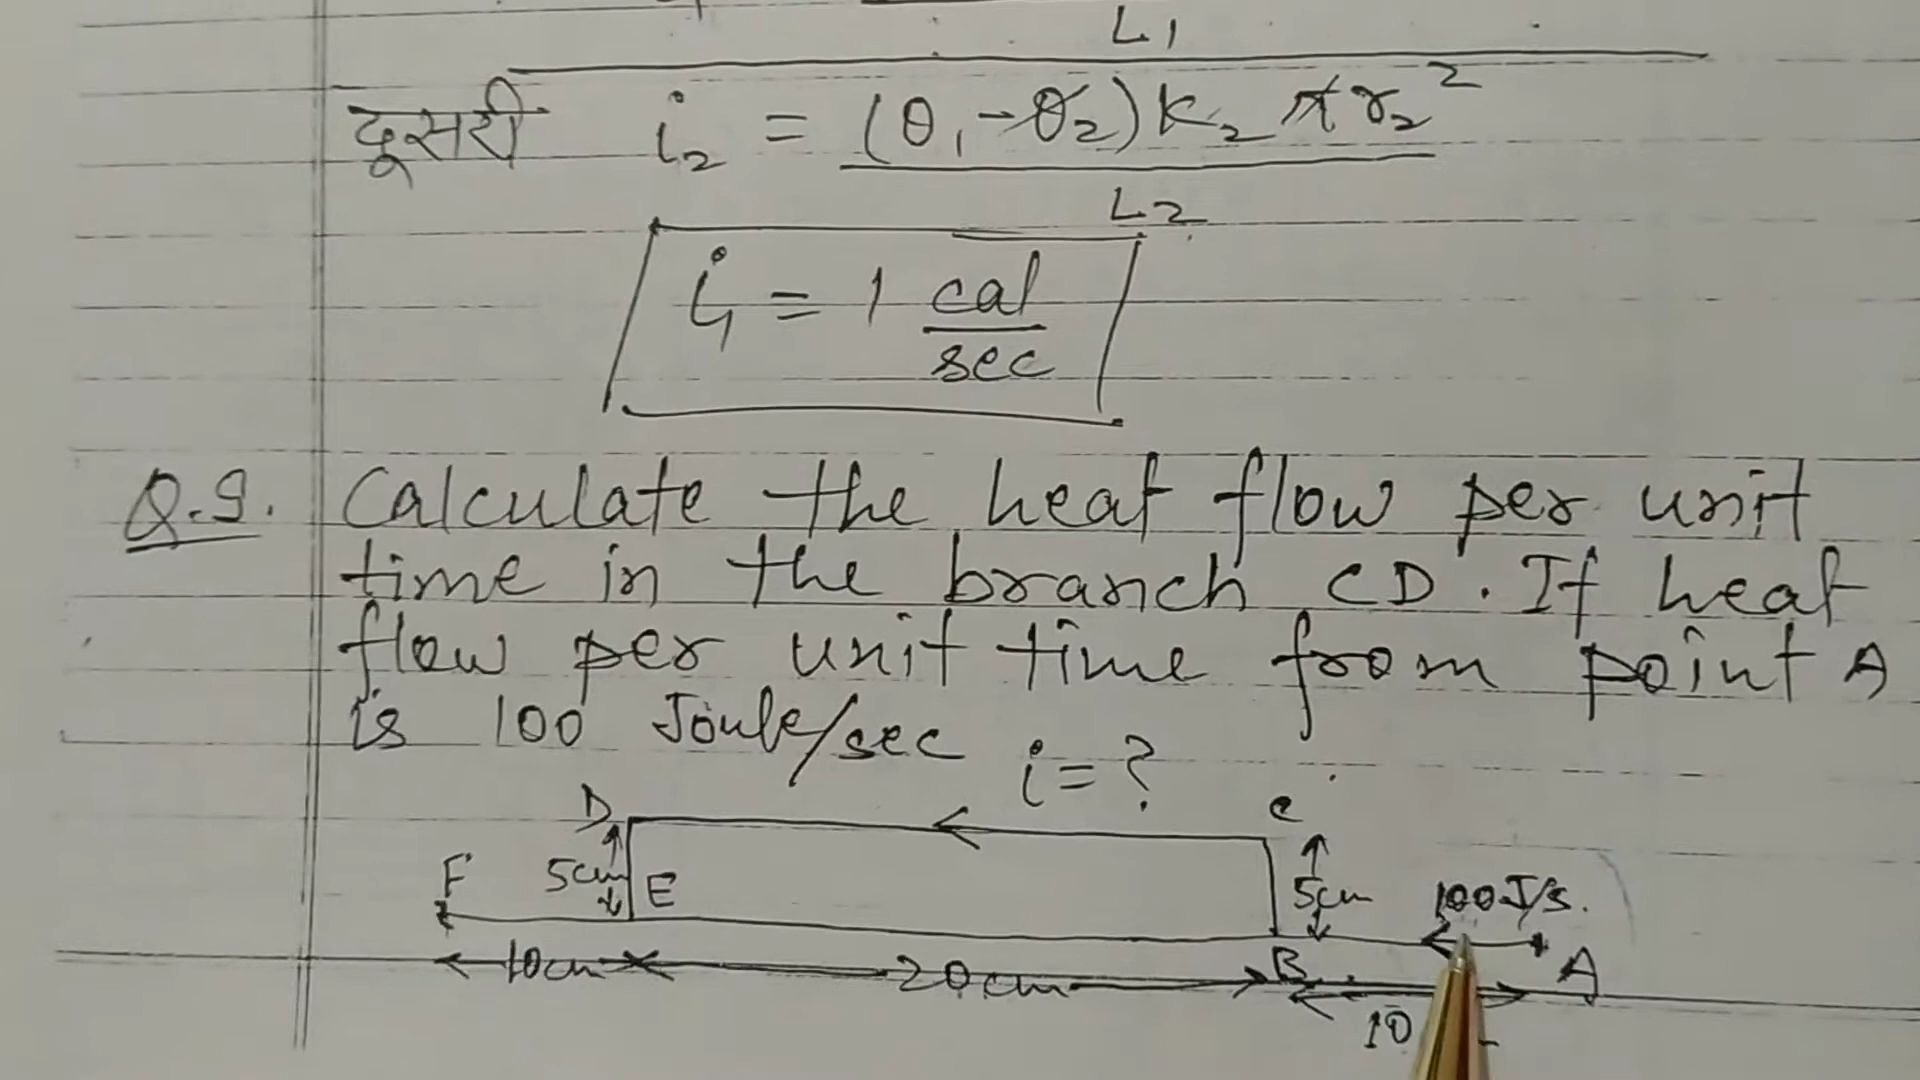 L1
दूसरी i2 = (θ1-θ2)K2 πr2²
L2
i1 = 1 cal
sec
Q.9. Calculate the heat flow per unit
time in the branch CD. If heat
flow per unit time from point A
is 100 Joule/sec i=?
D C
F 5cm E 5cm 100J/s.
10cm 20cm B A
10